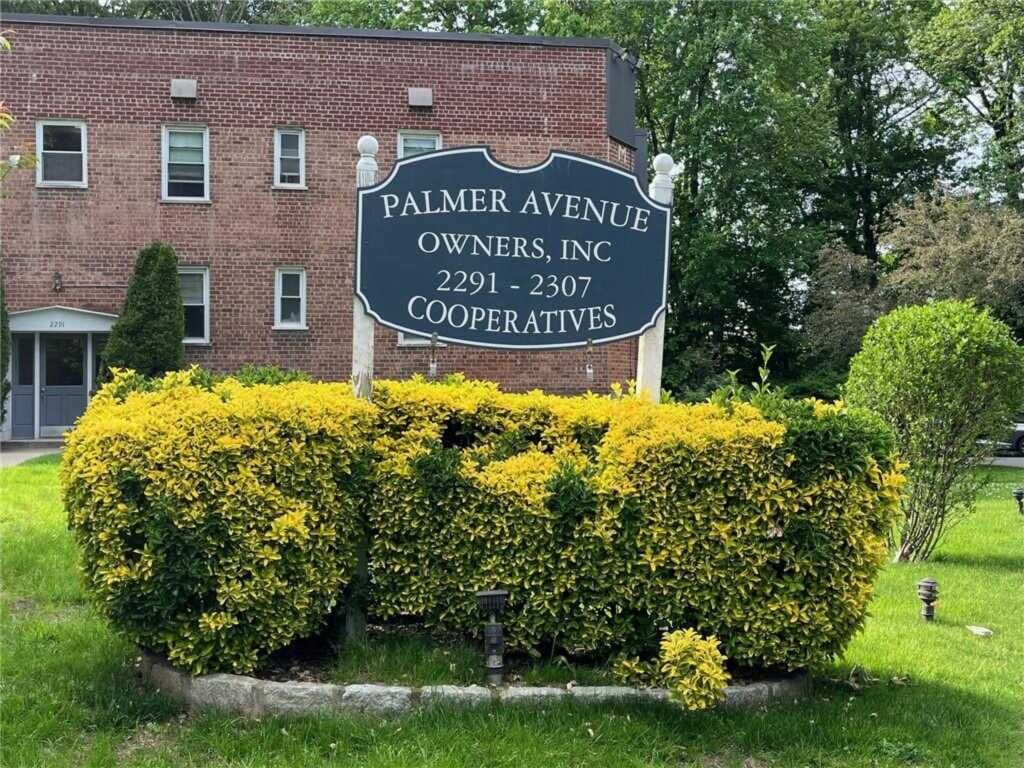 PALMER AVENUE
OWNERS, INC
2291 - 2307
COOPERATIVES
2291